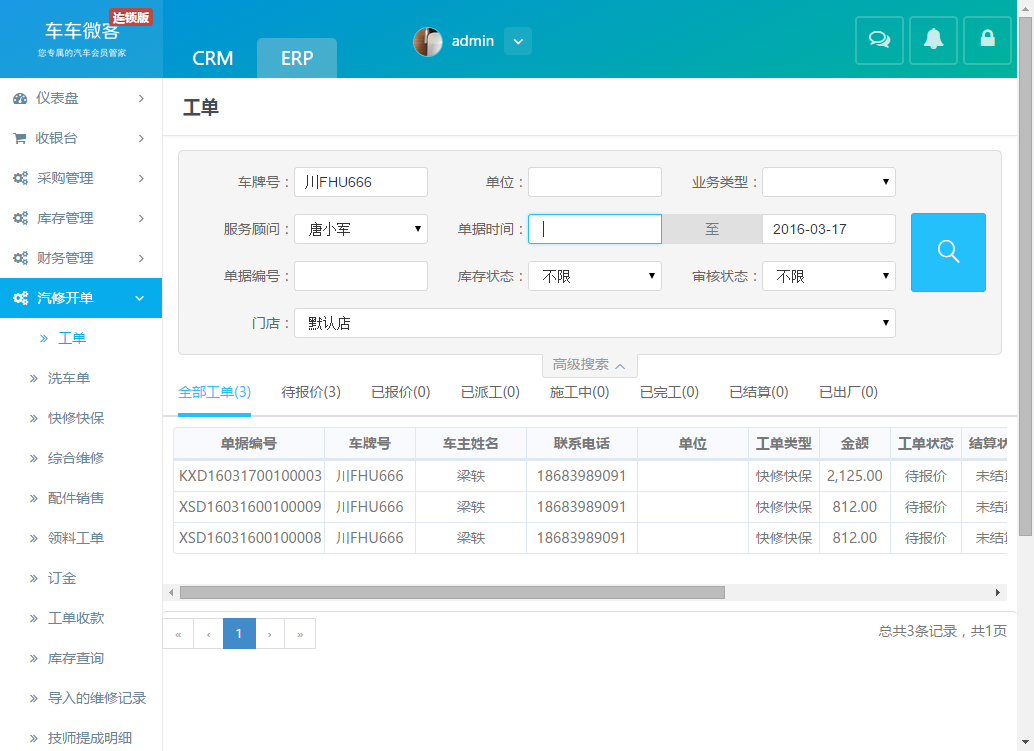 车车微客
连锁版
您专属的汽车会员管家
CRM
ERP
admin
仪表盘
收银台
采购管理
库存管理
财务管理
汽修开单
工单
洗车单
快修快保
综合维修
配件销售
领料工单
订金
工单收款
库存查询
导入的维修记录
技师提成明细
工单
车牌号： 川FHU666 单位： 业务类型：
服务顾问： 唐小军 单据时间： 至 2016-03-17
单据编号： 库存状态： 不限 审核状态： 不限
门店： 默认店
高级搜索
全部工单(3) 待报价(3) 已报价(0) 已派工(0) 施工中(0) 已完工(0) 已结算(0) 已出厂(0)
单据编号 车牌号 车主姓名 联系电话 单位 工单类型 金额 工单状态 结算状
KXD16031700100003 川FHU666 梁轶 18683989091 快修快保 2,125.00 待报价 未结
XSD16031600100009 川FHU666 梁轶 18683989091 快修快保 812.00 待报价 未结
XSD16031600100008 川FHU666 梁轶 18683989091 快修快保 812.00 待报价 未结
« ‹ 1 › »
总共3条记录，共1页